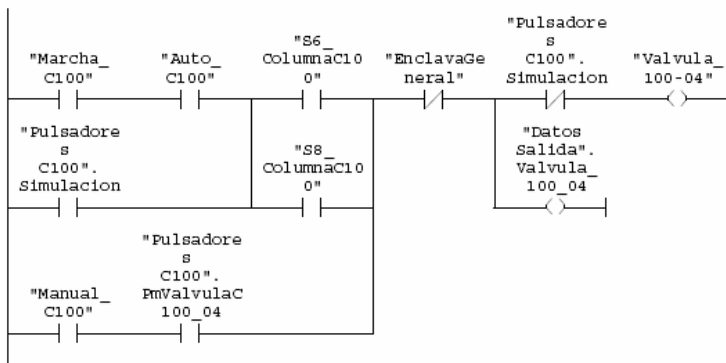 "Marcha_
C100"
"Auto_
C100"
"S6_
ColumnaC10
0"
"EnclavaGe
neral"
"Pulsadore
s
C100".
Simulacion
"Valvula_
100-04"
"Pulsadore
s
C100".
Simulacion
"S8_
ColumnaC10
0"
"Datos
Salida".
Valvula_
100_04
"Manual_
C100"
"Pulsadore
s
C100".
PmValvulaC
100_04